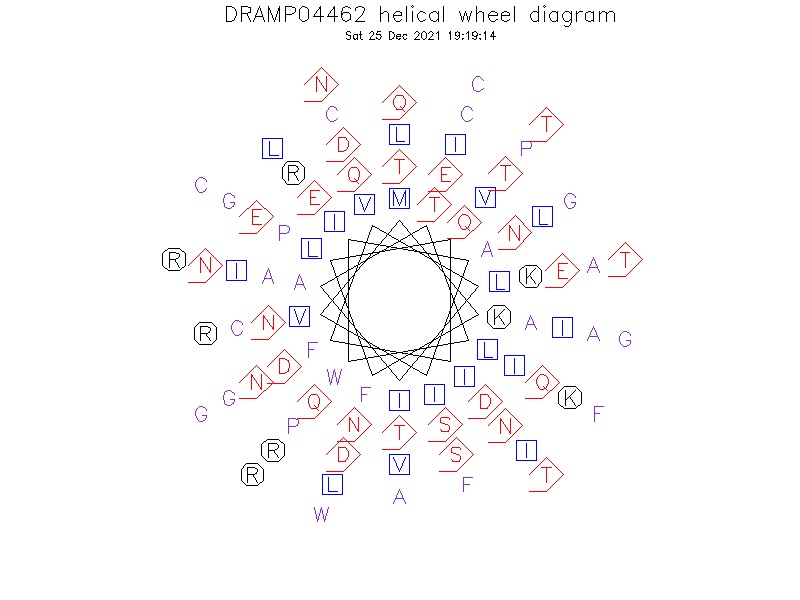 DRAMP04462 helical wheel diagram
Sat 25 Dec 2021 19:19:14
N C
Q
C C
T
L
D I
L P
T
R Q E T
C
E M V
G V T G
E I L
Q
P N
L A
R T
N A
I E
A K
A L
V K
N A
C I
R A
G
F L
D I
W I
N Q
F I
G I K
Q D
G F
P N S N
T
R I
D S
V
R T
L F
A
W